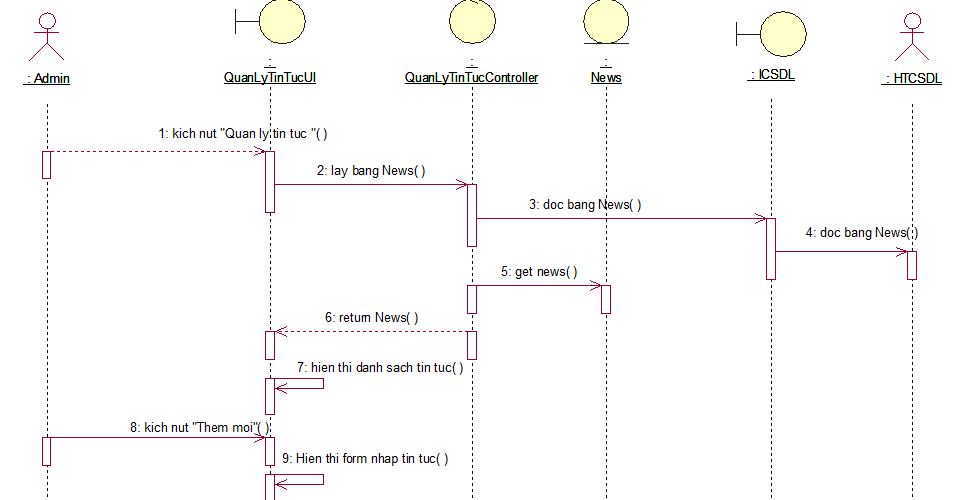 : Admin
:
QuanLyTinTucUI
:
QuanLyTinTucController
:
News
: ICSDL
: HTCSDL
1: kich nut "Quan ly tin tuc "( )
2: lay bang News( )
3: doc bang News( )
4: doc bang News( )
5: get news( )
6: return News( )
7: hien thi danh sach tin tuc( )
8: kich nut "Them moi"( )
9: Hien thi form nhap tin tuc( )